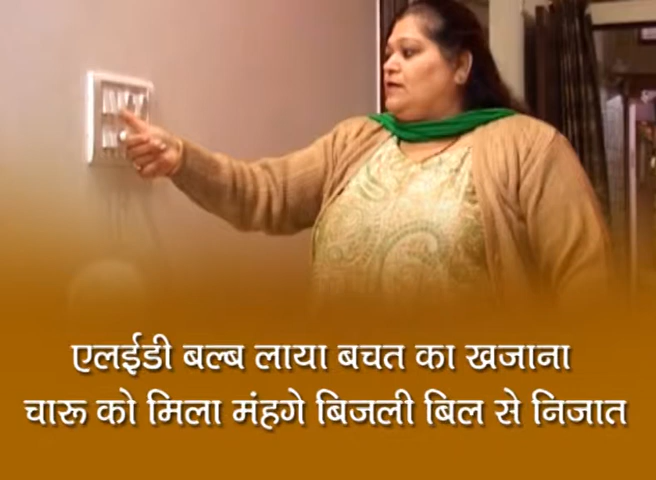 एलईडी बल्ब लाया बचत का खजाना
चारू को मिला मंहगे बिजली बिल से निजात